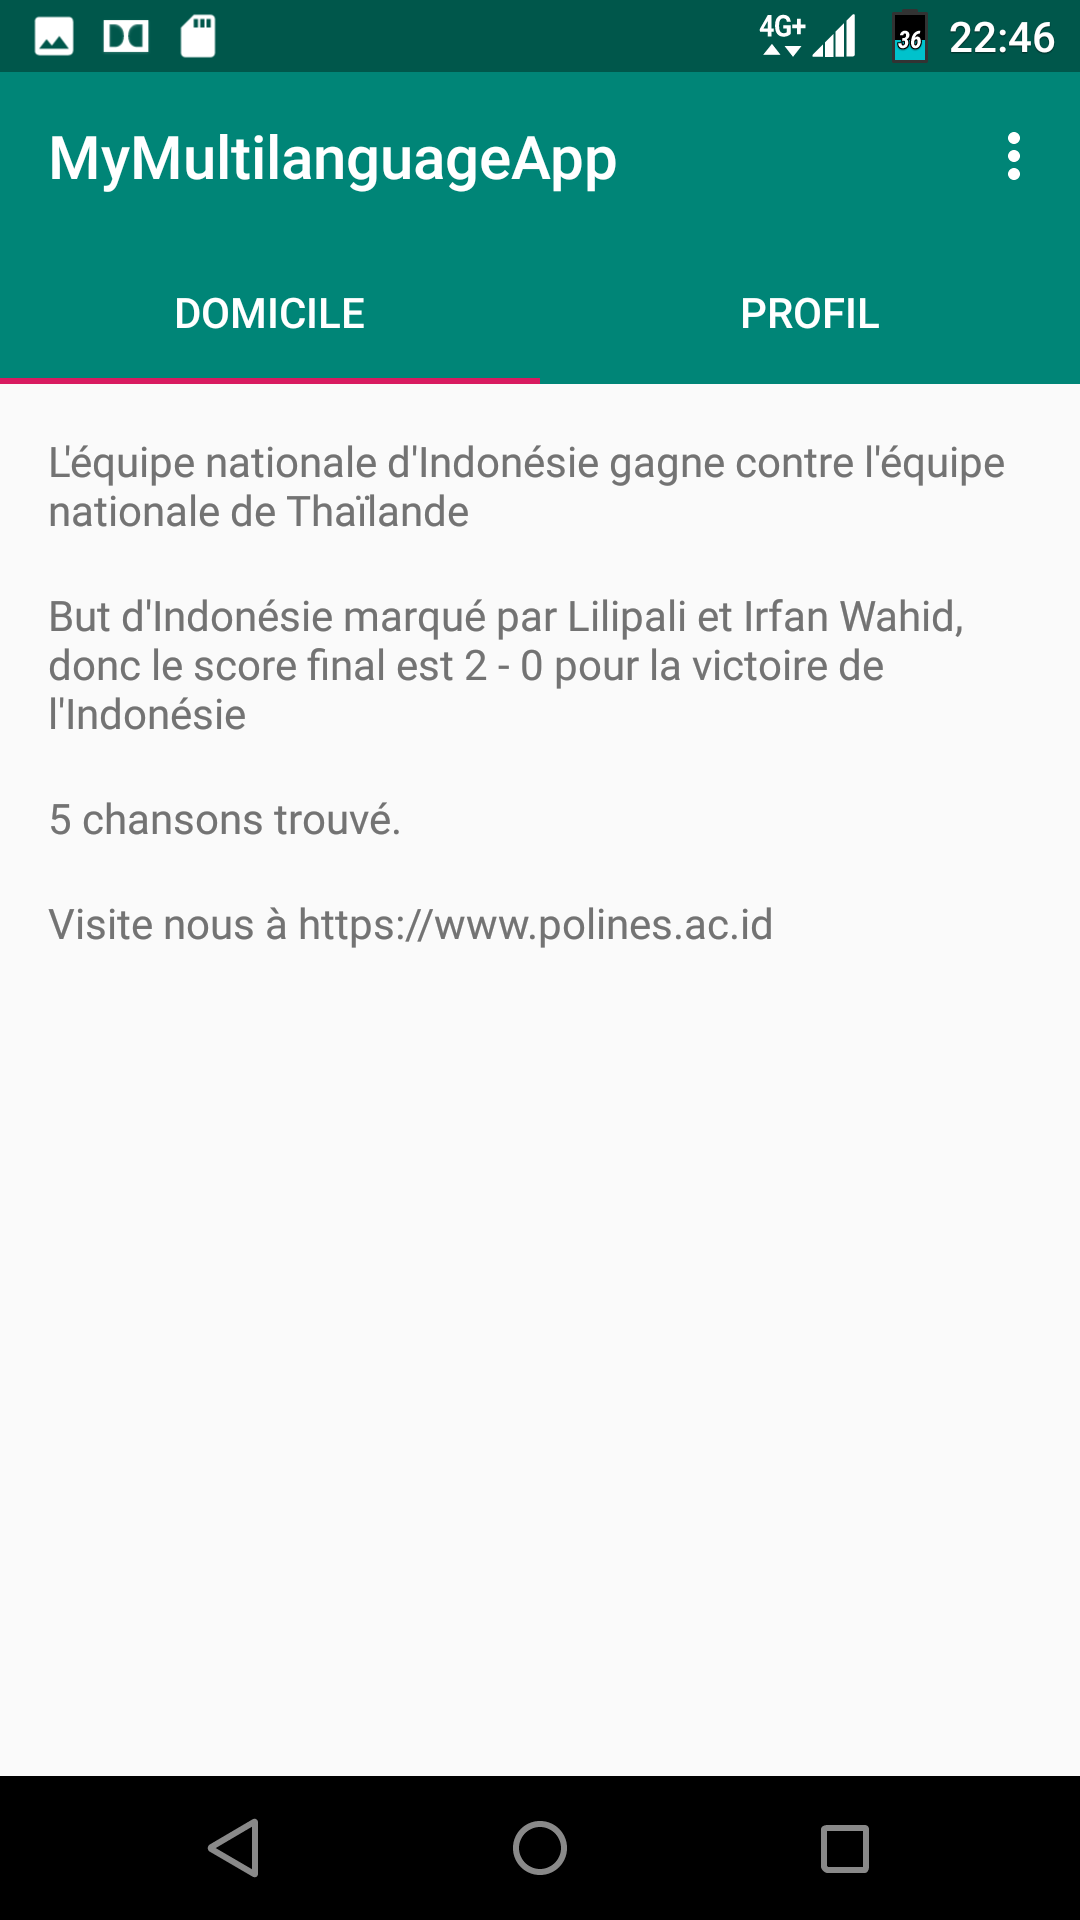 4G+ 36 22:46
MyMultilanguageApp
DOMICILE PROFIL
L'équipe nationale d'Indonésie gagne contre l'équipe
nationale de Thaïlande
But d'Indonésie marqué par Lilipali et Irfan Wahid,
donc le score final est 2 - 0 pour la victoire de
l'Indonésie
5 chansons trouvé.
Visite nous à https://www.polines.ac.id